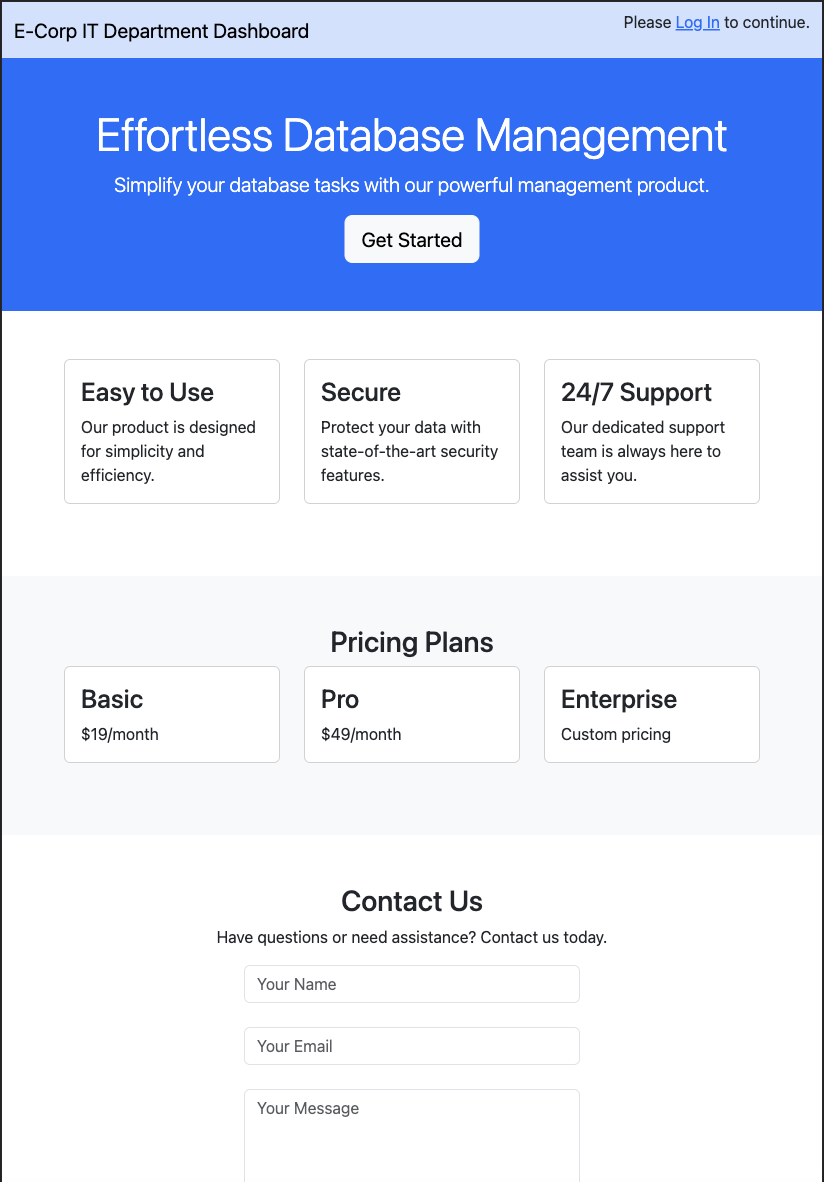 E-Corp IT Department Dashboard
Please Log In to continue.
Effortless Database Management
Simplify your database tasks with our powerful management product.
Get Started
Easy to Use
Our product is designed
for simplicity and
efficiency.
Secure
Protect your data with
state-of-the-art security
features.
24/7 Support
Our dedicated support
team is always here to
assist you.
Pricing Plans
Basic
$19/month
Pro
$49/month
Enterprise
Custom pricing
Contact Us
Have questions or need assistance? Contact us today.
Your Name
Your Email
Your Message